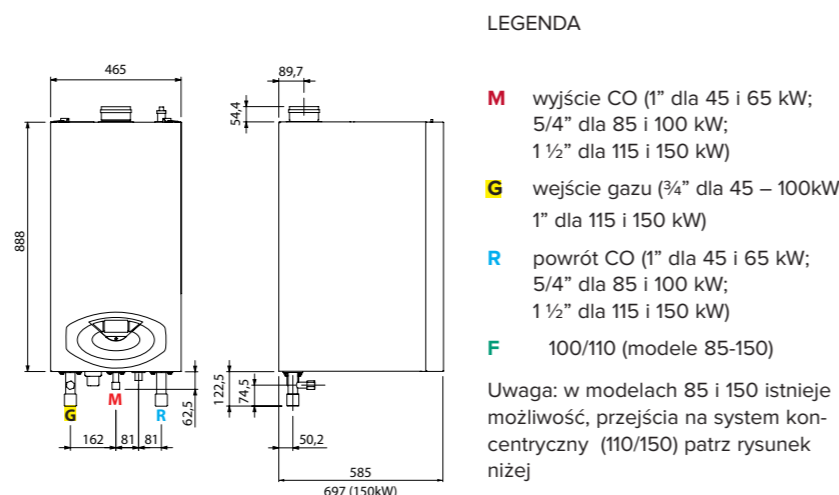 LEGENDA
465
89,7
54,4
888
M wyjście CO (1” dla 45 i 65 kW;
5/4” dla 85 i 100 kW;
1 ½” dla 115 i 150 kW)
G wejście gazu (¾” dla 45 – 100kW
1” dla 115 i 150 kW)
R powrót CO (1” dla 45 i 65 kW;
5/4” dla 85 i 100 kW;
1 ½” dla 115 i 150 kW)
F 100/110 (modele 85-150)
Uwaga: w modelach 85 i 150 istnieje
możliwość, przejścia na system kon-
centryczny (110/150) patrz rysunek
niżej
G
M
R
62,5
162
81
81
122,5
74,5
50,2
585
697 (150kW)